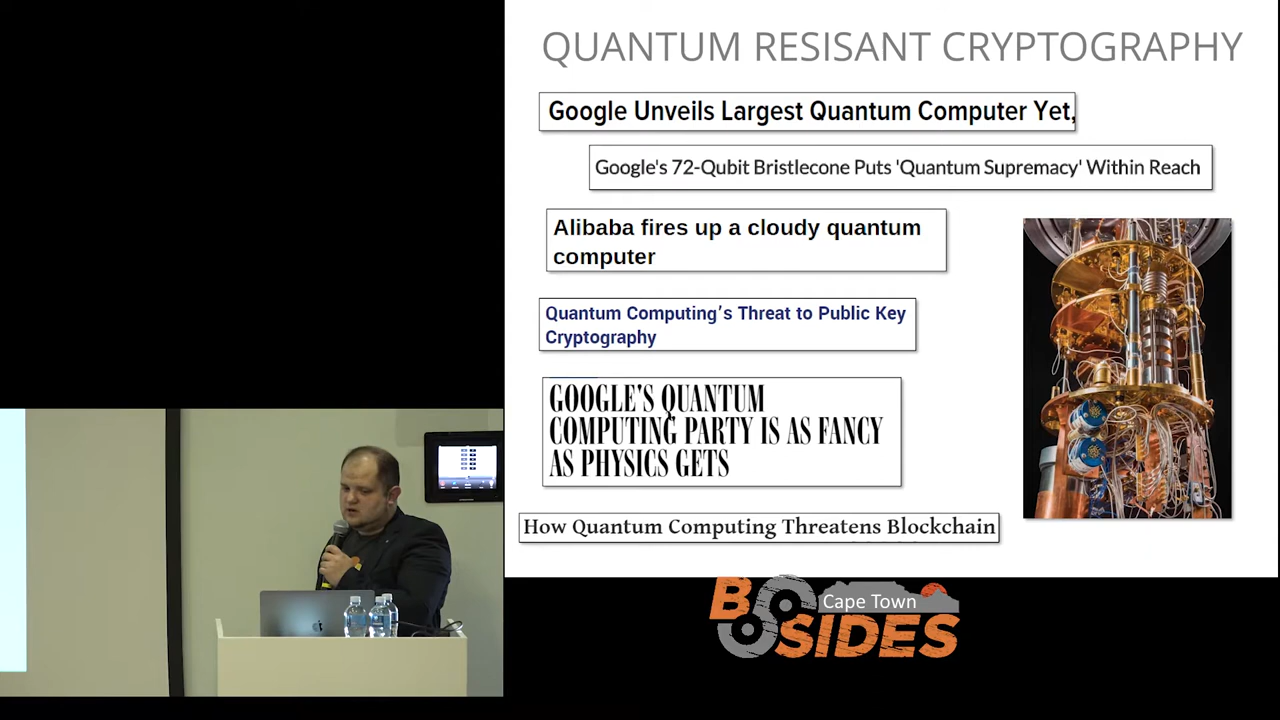 QUANTUM RESISANT CRYPTOGRAPHY
Google Unveils Largest Quantum Computer Yet,
Google's 72-Qubit Bristlecone Puts 'Quantum Supremacy' Within Reach
Alibaba fires up a cloudy quantum
computer
Quantum Computing's Threat to Public Key
Cryptography
GOOGLE'S QUANTUM
COMPUTING PARTY IS AS FANCY
AS PHYSICS GETS
How Quantum Computing Threatens Blockchain
BSIDES
Cape Town